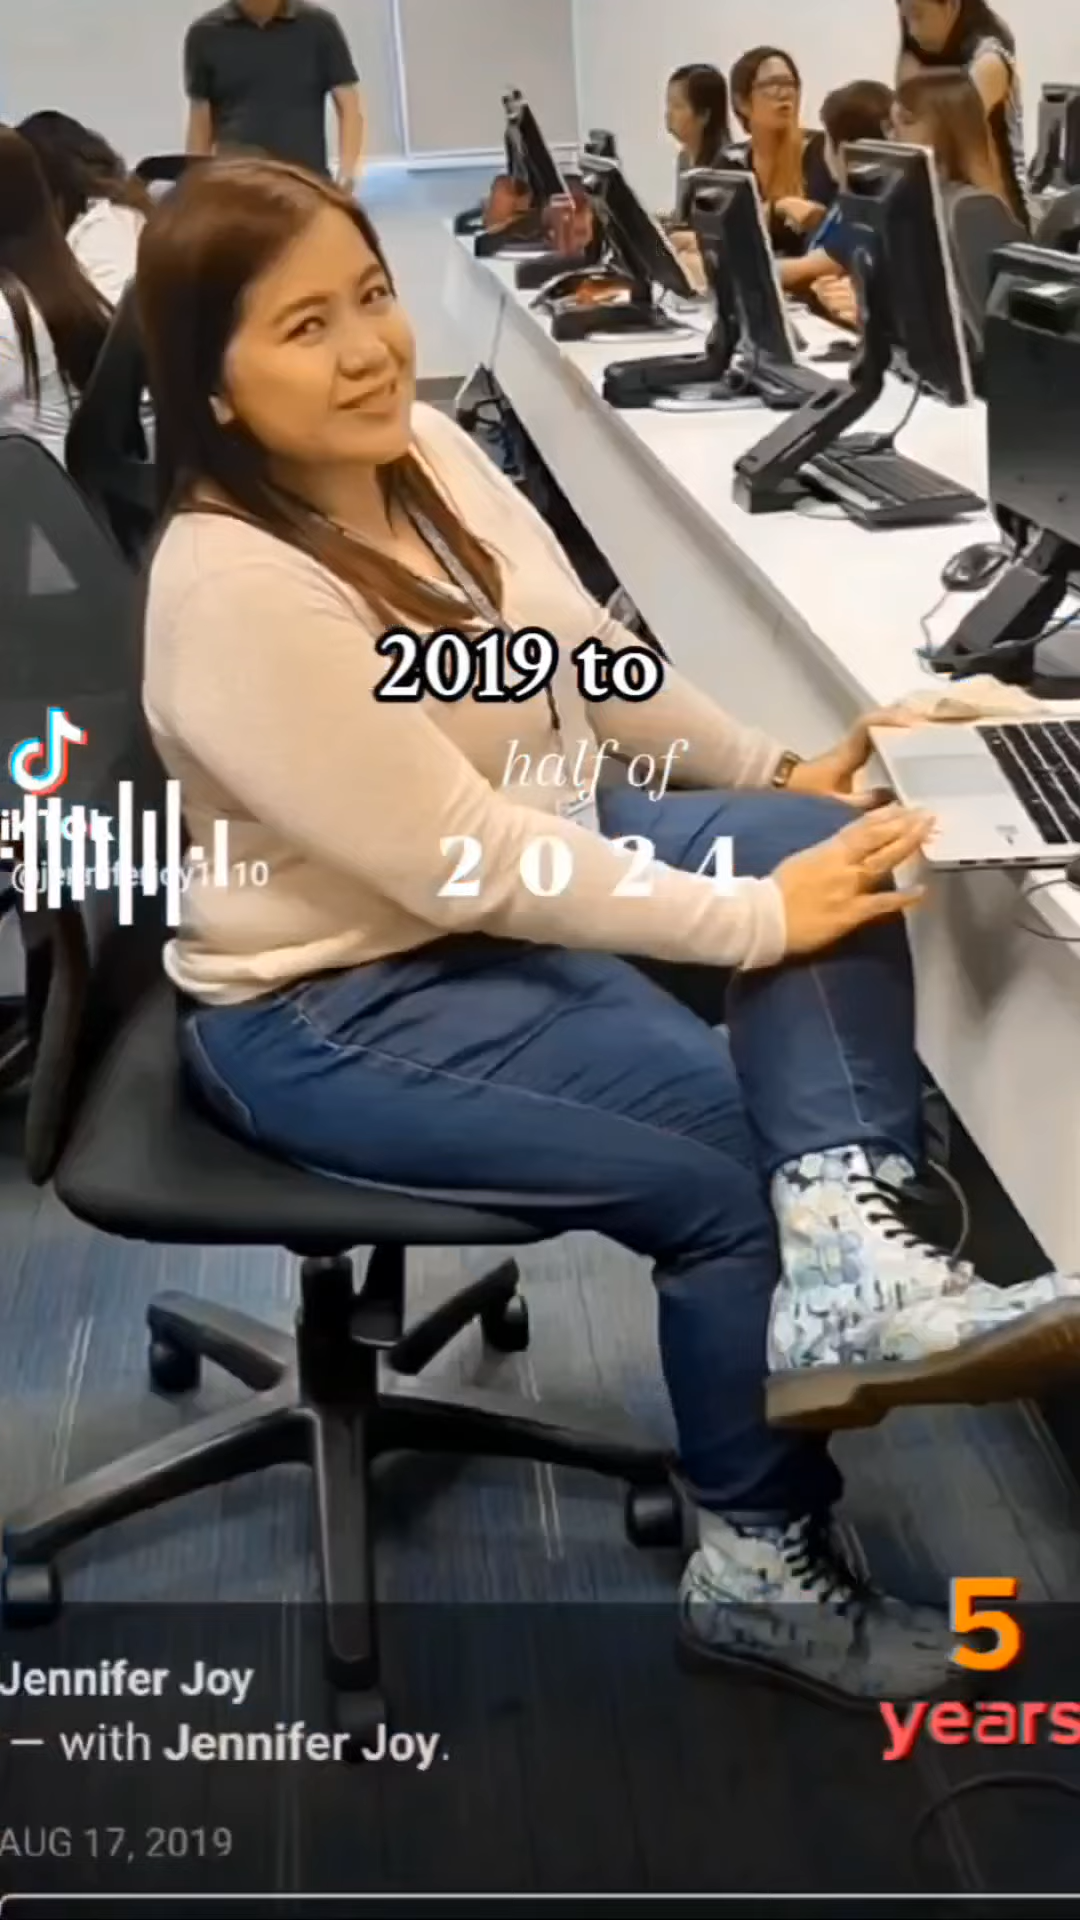 2019 to
half of
2024
5
years
Jennifer Joy
— with Jennifer Joy.
AUG 17, 2019